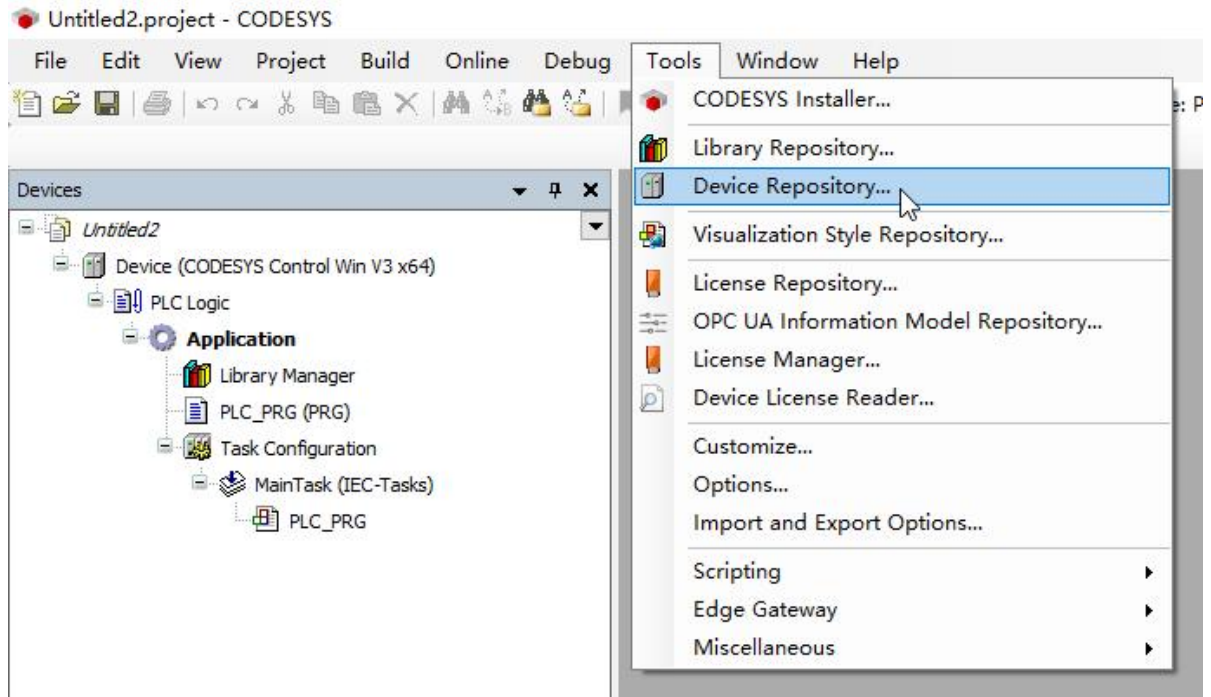 Untitled2.project - CODESYS
File Edit View Project Build Online Debug Tools Window Help
CODESYS Installer...
e: P
Library Repository...
Device Repository...
Visualization Style Repository...
License Repository...
OPC UA Information Model Repository...
License Manager...
Device License Reader...
Customize...
Options...
Import and Export Options...
Scripting
Edge Gateway
Miscellaneous
Devices
Untitled2
Device (CODESYS Control Win V3 x64)
PLC Logic
Application
Library Manager
PLC_PRG (PRG)
Task Configuration
MainTask (IEC-Tasks)
PLC_PRG